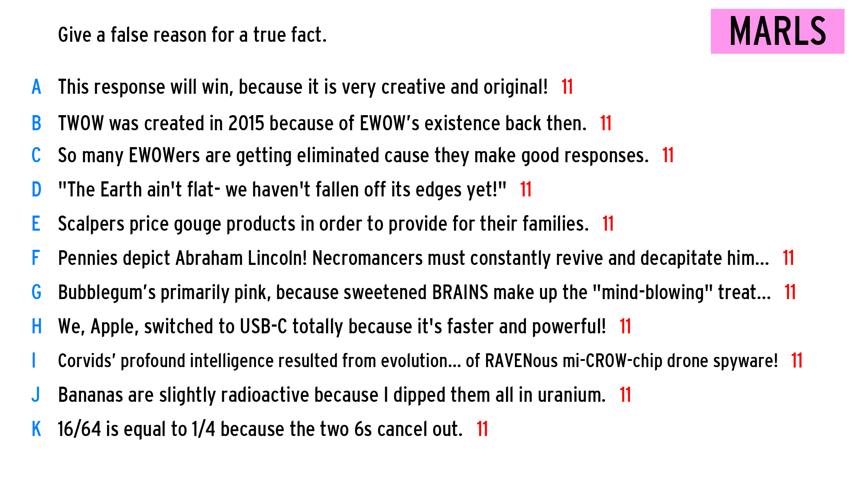 Give a false reason for a true fact.
MARLS
A This response will win, because it is very creative and original! 11
B TWOW was created in 2015 because of EWOW's existence back then. 11
C So many EWOWers are getting eliminated cause they make good responses. 11
D "The Earth ain't flat- we haven't fallen off its edges yet!" 11
E Scalpers price gouge products in order to provide for their families. 11
F Pennies depict Abraham Lincoln! Necromancers must constantly revive and decapitate him... 11
G Bubblegum's primarily pink, because sweetened BRAINS make up the "mind-blowing" treat... 11
H We, Apple, switched to USB-C totally because it's faster and powerful! 11
I Corvids' profound intelligence resulted from evolution... of RAVENous mi-CROW-chip drone spyware! 11
J Bananas are slightly radioactive because I dipped them all in uranium. 11
K 16/64 is equal to 1/4 because the two 6s cancel out. 11